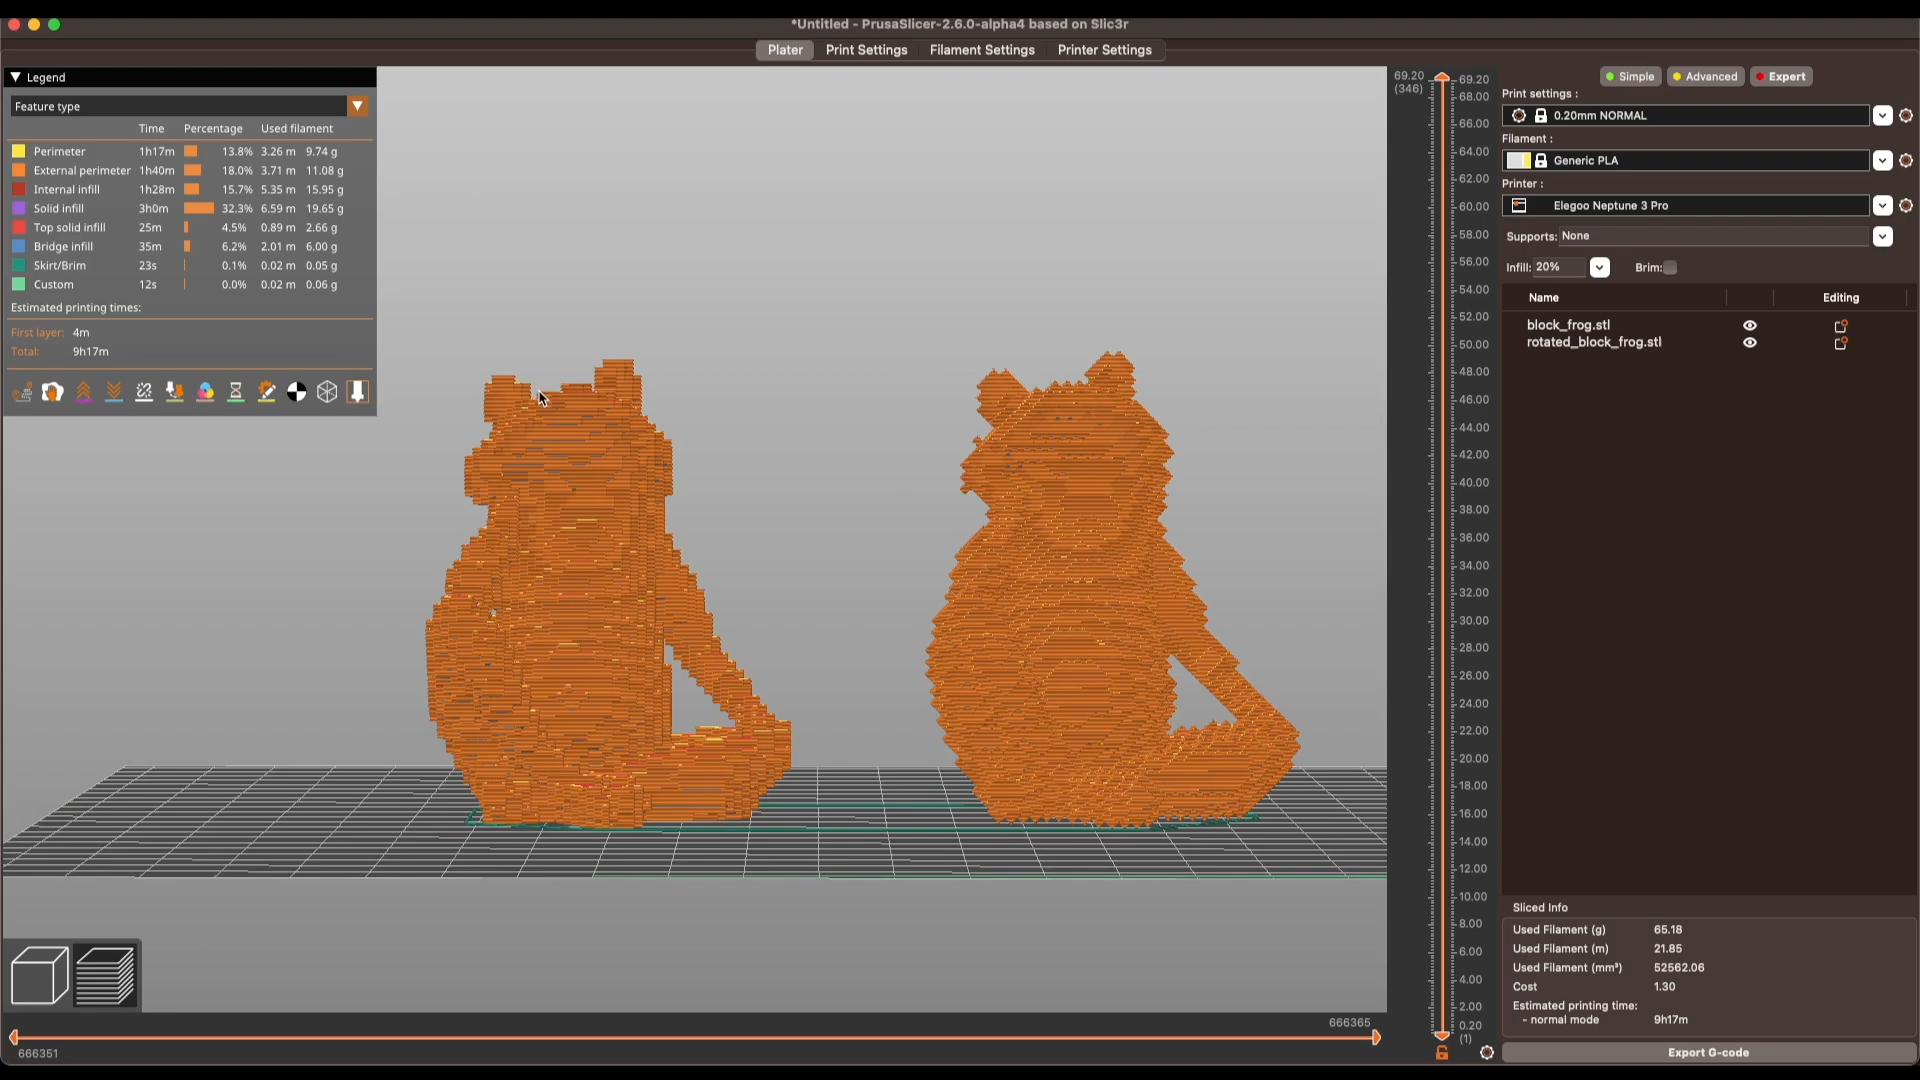 *Untitled - PrusaSlicer-2.6.0-alpha4 based on Slic3r
Plater Print Settings Filament Settings Printer Settings
Legend
Feature type
Time Percentage Used filament
Perimeter 1h17m 13.8% 3.26 m 9.74 g
External perimeter 1h40m 18.0% 3.71 m 11.08 g
Internal infill 1h28m 15.7% 5.35 m 15.95 g
Solid infill 3h0m 32.3% 6.59 m 19.65 g
Top solid infill 25m 4.5% 0.89 m 2.66 g
Bridge infill 35m 6.2% 2.01 m 6.00 g
Skirt/Brim 23s 0.1% 0.02 m 0.05 g
Custom 12s 0.0% 0.02 m 0.06 g
Estimated printing times:
First layer: 4m
Total: 9h17m
666365
666351
69.20
(346)
69.20
68.00
66.00
64.00
62.00
60.00
58.00
56.00
54.00
52.00
50.00
48.00
46.00
44.00
42.00
40.00
38.00
36.00
34.00
32.00
30.00
28.00
26.00
24.00
22.00
20.00
18.00
16.00
14.00
12.00
10.00
8.00
6.00
4.00
2.00
0.20
(1)
Simple Advanced Expert
Print settings :
0.20mm NORMAL
Filament :
Generic PLA
Printer :
Elegoo Neptune 3 Pro
Supports: None
Infill: 20% Brim:
Name Editing
block_frog.stl
rotated_block_frog.stl
Sliced Info
Used Filament (g) 65.18
Used Filament (m) 21.85
Used Filament (mm³) 52562.06
Cost 1.30
Estimated printing time:
- normal mode 9h17m
Export G-code